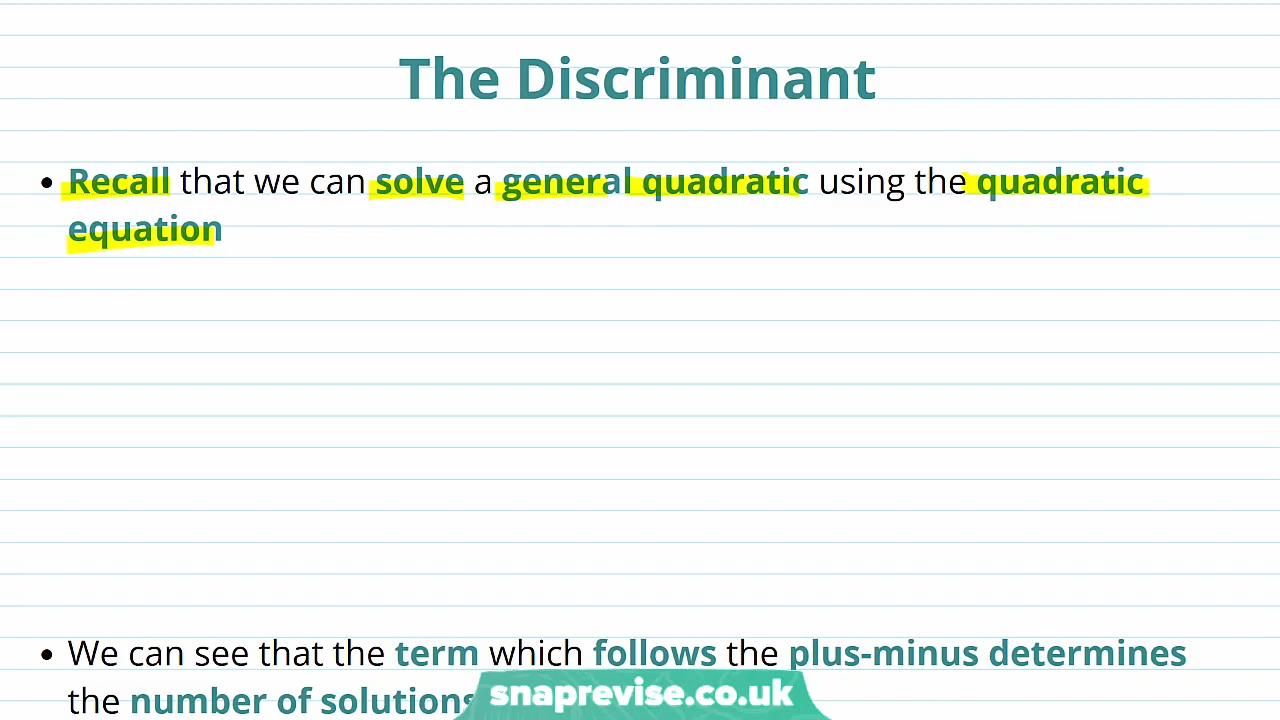 The Discriminant
• Recall that we can solve a general quadratic using the quadratic
equation
• We can see that the term which follows the plus-minus determines
the number of solutions
snaprevise.co.uk